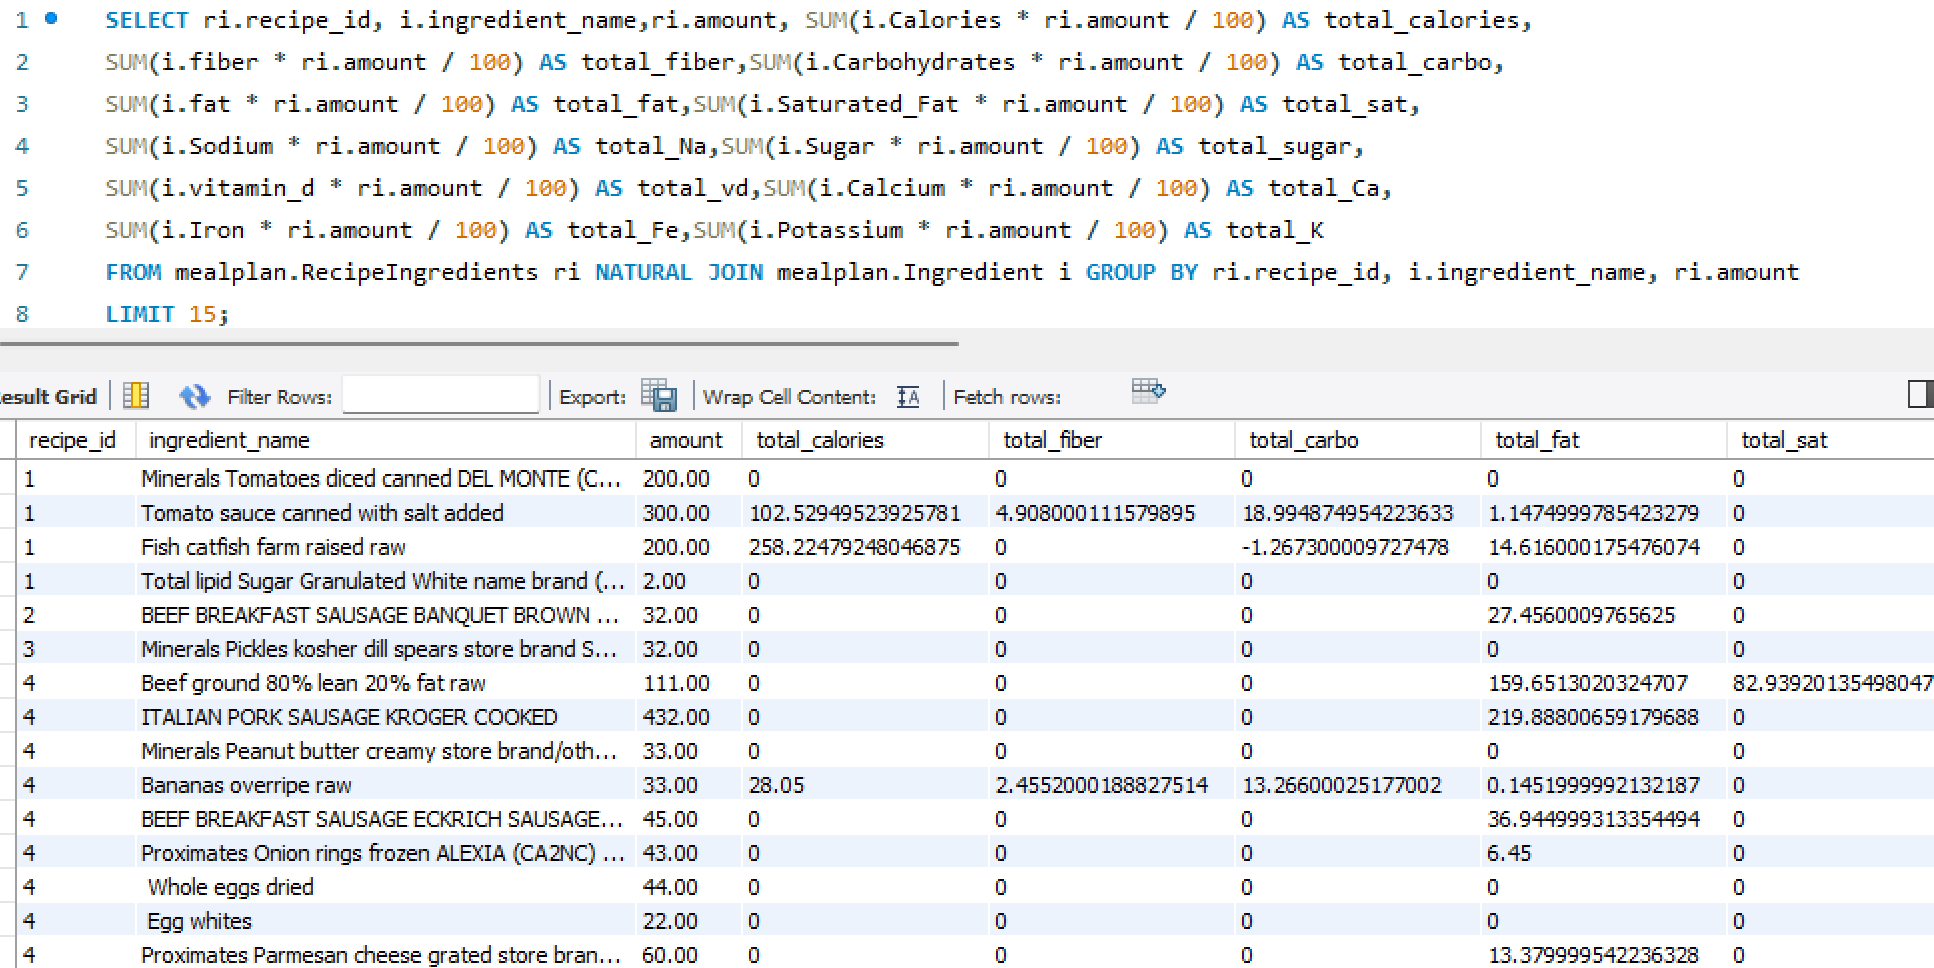 1 SELECT ri.recipe_id, i.ingredient_name,ri.amount, SUM(i.Calories * ri.amount / 100) AS total_calories,
2 SUM(i.fiber * ri.amount / 100) AS total_fiber,SUM(i.Carbohydrates * ri.amount / 100) AS total_carbo,
3 SUM(i.fat * ri.amount / 100) AS total_fat,SUM(i.Saturated_Fat * ri.amount / 100) AS total_sat,
4 SUM(i.Sodium * ri.amount / 100) AS total_Na,SUM(i.Sugar * ri.amount / 100) AS total_sugar,
5 SUM(i.vitamin_d * ri.amount / 100) AS total_vd,SUM(i.Calcium * ri.amount / 100) AS total_Ca,
6 SUM(i.Iron * ri.amount / 100) AS total_Fe,SUM(i.Potassium * ri.amount / 100) AS total_K
7 FROM mealplan.RecipeIngredients ri NATURAL JOIN mealplan.Ingredient i GROUP BY ri.recipe_id, i.ingredient_name, ri.amount
8 LIMIT 15;
esult Grid Filter Rows: Export: Wrap Cell Content: IA Fetch rows:
recipe_id ingredient_name amount total_calories total_fiber total_carbo total_fat total_sat
1 Minerals Tomatoes diced canned DEL MONTE (C... 200.00 0 0 0 0 0
1 Tomato sauce canned with salt added 300.00 102.52949523925781 4.908000111579895 18.994874954223633 1.1474999785423279 0
1 Fish catfish farm raised raw 200.00 258.22479248046875 0 -1.267300009727478 14.616000175476074 0
1 Total lipid Sugar Granulated White name brand (... 2.00 0 0 0 0 0
2 BEEF BREAKFAST SAUSAGE BANQUET BROWN ... 32.00 0 0 0 27.4560009765625 0
3 Minerals Pickles kosher dill spears store brand S... 32.00 0 0 0 0 0
4 Beef ground 80% lean 20% fat raw 111.00 0 0 0 159.6513020324707 82.93920135498047
4 ITALIAN PORK SAUSAGE KROGER COOKED 432.00 0 0 0 219.88800659179688 0
4 Minerals Peanut butter creamy store brand/oth... 33.00 0 0 0 0 0
4 Bananas overripe raw 33.00 28.05 2.4552000188827514 13.26600025177002 0.1451999992132187 0
4 BEEF BREAKFAST SAUSAGE ECKRICH SAUSAGE... 45.00 0 0 0 36.944999313354494 0
4 Proximates Onion rings frozen ALEXIA (CA2NC) ... 43.00 0 0 0 6.45 0
4 Whole eggs dried 44.00 0 0 0 0 0
4 Egg whites 22.00 0 0 0 0 0
4 Proximates Parmesan cheese grated store bran... 60.00 0 0 0 13.379999542236328 0